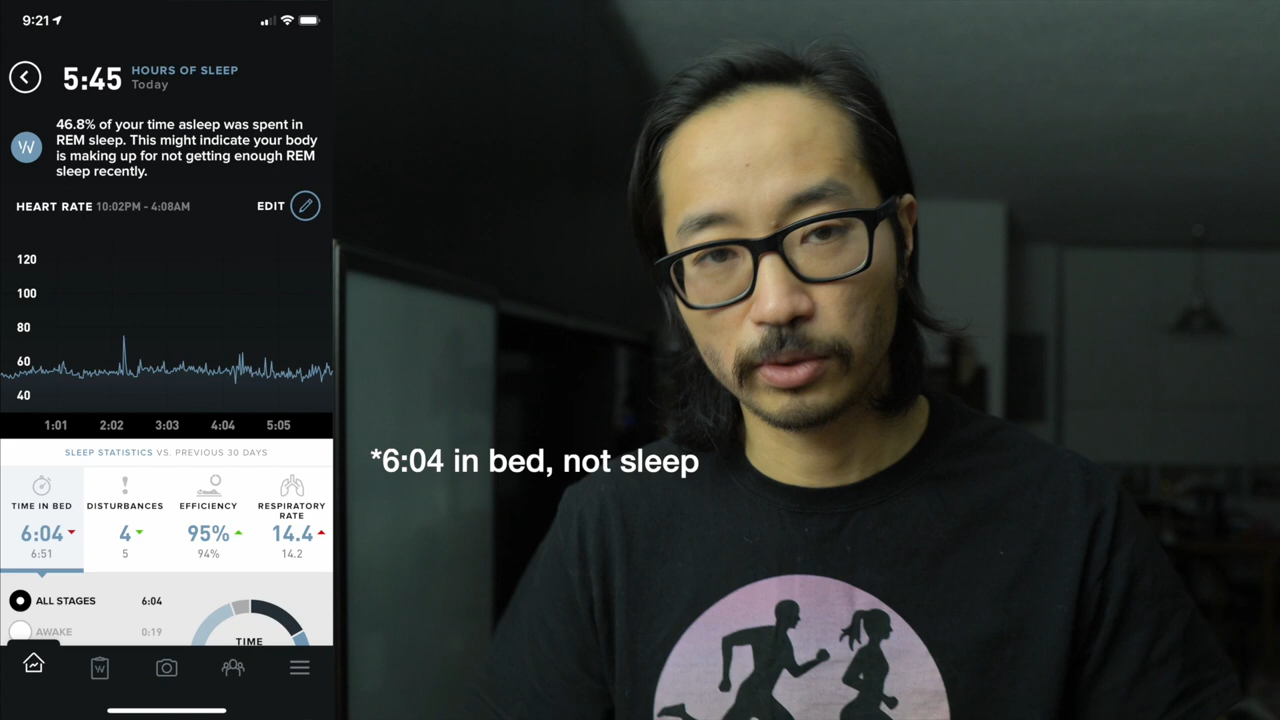 9:21
5:45 HOURS OF SLEEP
Today
46.8% of your time asleep was spent in
REM sleep. This might indicate your body
is making up for not getting enough REM
sleep recently.
W
HEART RATE 10:02PM - 4:08AM
EDIT
120
100
80
60
40
1:01 2:02 3:03 4:04 5:05
SLEEP STATISTICS VS. PREVIOUS 30 DAYS
TIME IN BED
6:04
6:51
DISTURBANCES
4
5
EFFICIENCY
95%
94%
RESPIRATORY
RATE
14.4
14.2
ALL STAGES 6:04
AWAKE 0:19
TIME
W
*6:04 in bed, not sleep